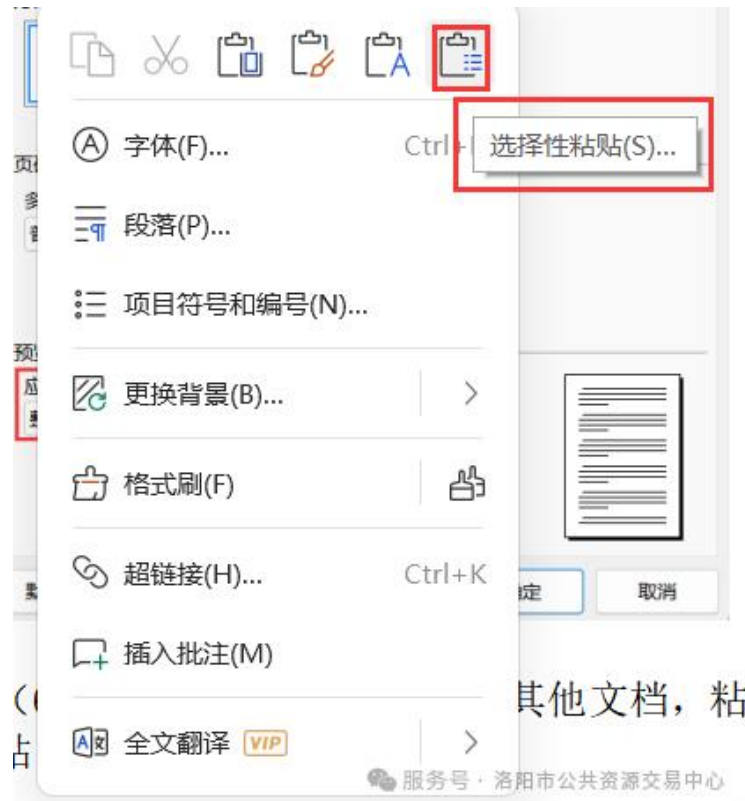 字体(F)...
Ctrl+
选择性粘贴(S)...
页
段落(P)...
项目符号和编号(N)...
预
应
更换背景(B)...
格式刷(F)
超链接(H)...
Ctrl+K
定
取消
插入批注(M)
其他文档，粘
全文翻译
VIP
服务号 · 洛阳市公共资源交易中心